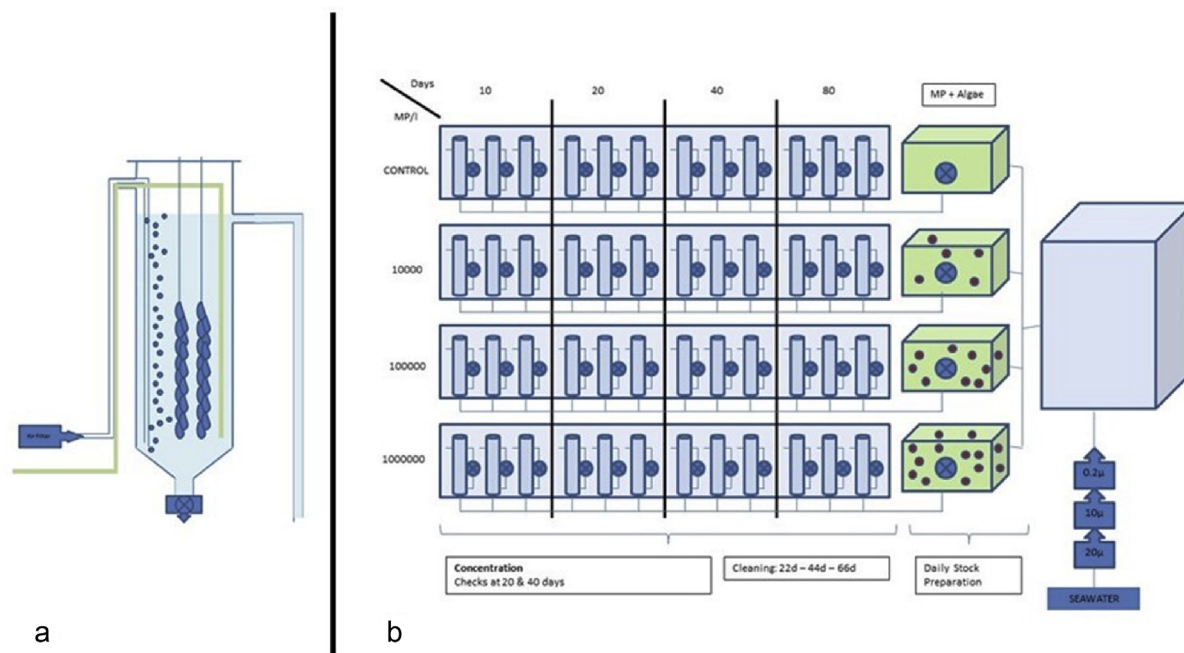 Days
10
20
40
80
MP + Algae
MP/l
CONTROL
10000
100000
1000000
Air Filter
0.2µ
10µ
20µ
SEAWATER
Concentration
Checks at 20 & 40 days
Cleaning: 22d – 44d – 66d
Daily Stock
Preparation
a
b